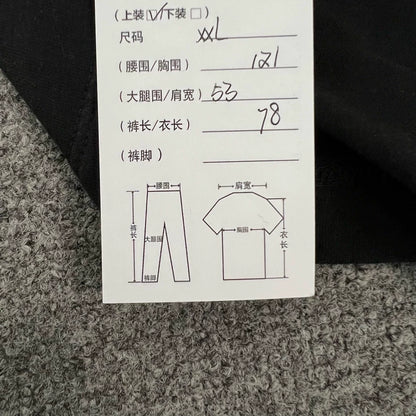 (上装☑/下装☐)
尺码 XXL
(腰围/胸围) 121
(大腿围/肩宽) 53
(裤长/衣长) 78
(裤脚)
腰围 肩宽
裤长 大腿围 胸围 衣长
裤脚